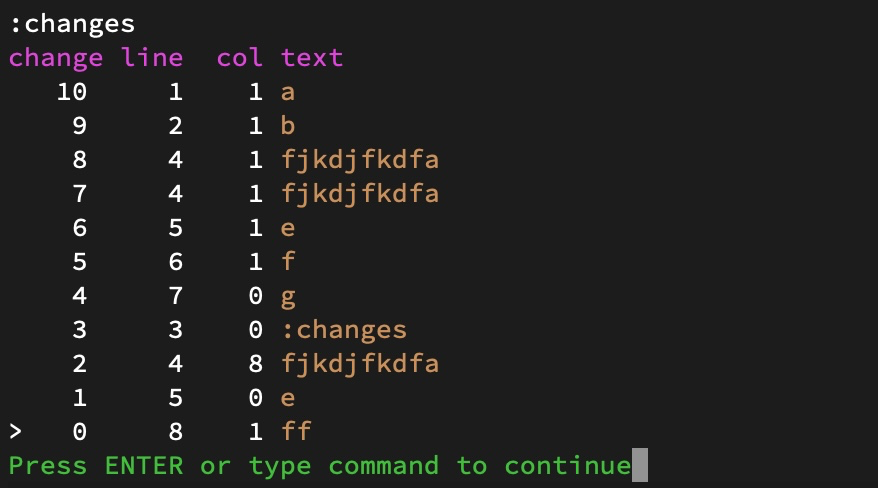 :changes
change line  col text
   10     1    1 a
    9     2    1 b
    8     4    1 fjkdjfkdfa
    7     4    1 fjkdjfkdfa
    6     5    1 e
    5     6    1 f
    4     7    0 g
    3     3    0 :changes
    2     4    8 fjkdjfkdfa
    1     5    0 e
>   0     8    1 ff
Press ENTER or type command to continue